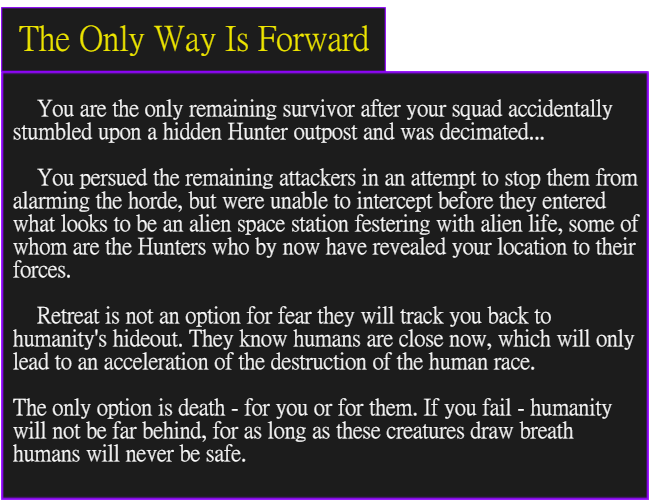 The Only Way Is Forward
You are the only remaining survivor after your squad accidentally
stumbled upon a hidden Hunter outpost and was decimated...
You persued the remaining attackers in an attempt to stop them from
alarming the horde, but were unable to intercept before they entered
what looks to be an alien space station festering with alien life, some of
whom are the Hunters who by now have revealed your location to their
forces.
Retreat is not an option for fear they will track you back to
humanity's hideout. They know humans are close now, which will only
lead to an acceleration of the destruction of the human race.
The only option is death - for you or for them. If you fail - humanity
will not be far behind, for as long as these creatures draw breath
humans will never be safe.